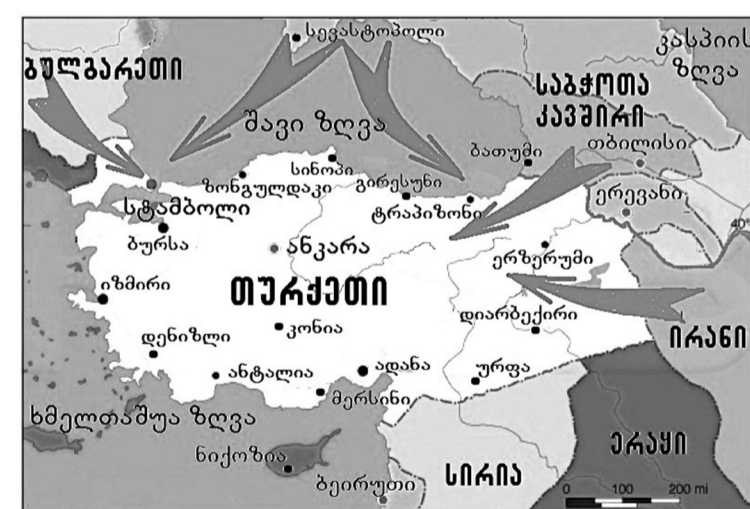 სევასტოპოლი
კასპიის
ზღვა
ბულგარეთი
საბჭოთა
კავშირი
შავი ზღვა
თბილისი
ბათუმი
სინოპი
ზონგულდაკი
გირესუნი
ერევანი
სტამბოლი
ტრაპიზონი
40°
ბურსა
ანკარა
ერზერუმი
იზმირი
თურქეთი
დიარბექირი
კონია
ირანი
დენიზლი
ანტალია
ადანა
ურფა
მერსინი
ხმელთაშუა ზღვა
ნიქოზია
ერაყი
სირია
ბეირუთი
0 100 200 mi